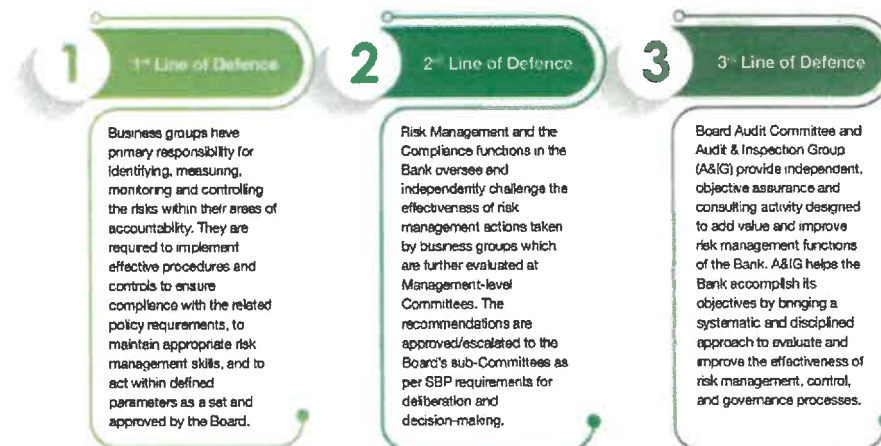 1
1st Line of Defence
Business groups have
primary responsibility for
identifying, measuring,
monitoring and controlling
the risks within their areas of
accountability. They are
required to implement
effective procedures and
controls to ensure
compliance with the related
policy requirements, to
maintain appropriate risk
management skills, and to
act within defined
parameters as a set and
approved by the Board.
2
2nd Line of Defence
Risk Management and the
Compliance functions in the
Bank oversee and
independently challenge the
effectiveness of risk
management actions taken
by business groups which
are further evaluated at
Management-level
Committees. The
recommendations are
approved/escalated to the
Board's sub-Committees as
per SBP requirements for
deliberation and
decision-making.
3
3rd Line of Defence
Board Audit Committee and
Audit & Inspection Group
(A&IG) provide independent,
objective assurance and
consulting activity designed
to add value and improve
risk management functions
of the Bank. A&IG helps the
Bank accomplish its
objectives by bringing a
systematic and disciplined
approach to evaluate and
improve the effectiveness of
risk management, control,
and governance processes.